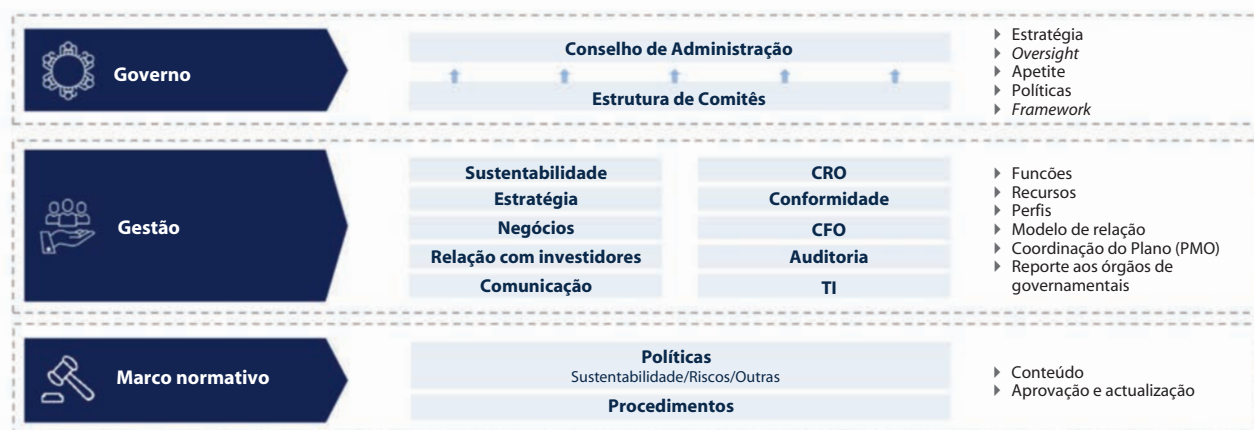 Governo
Conselho de Administração
Estrutura de Comitês
Estratégia
Oversight
Apetite
Políticas
Framework
Gestão
Sustentabilidade
Estratégia
Negócios
Relação com investidores
Comunicação
CRO
Conformidade
CFO
Auditoria
TI
Funcões
Recursos
Perfis
Modelo de relação
Coordinação do Plano (PMO)
Reporte aos órgãos de
governamentais
Marco normativo
Políticas
Sustentabilidade/Riscos/Outras
Procedimentos
Conteúdo
Aprovação e actualização